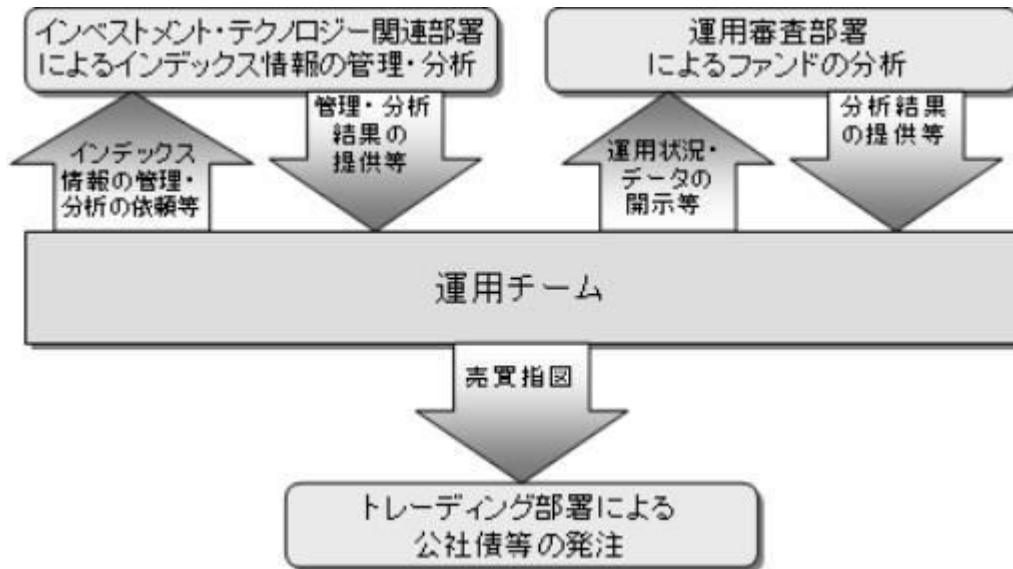 インベストメント・テクノロジー関連部署
によるインデックス情報の管理・分析
運用審査部署
によるファンドの分析
インデックス
情報の管理・
分析の依頼等
管理・分析
結果の
提供等
運用状況・
データの
開示等
分析結果
の提供等
運用チーム
売買指図
トレーディング部署による
公社債等の発注